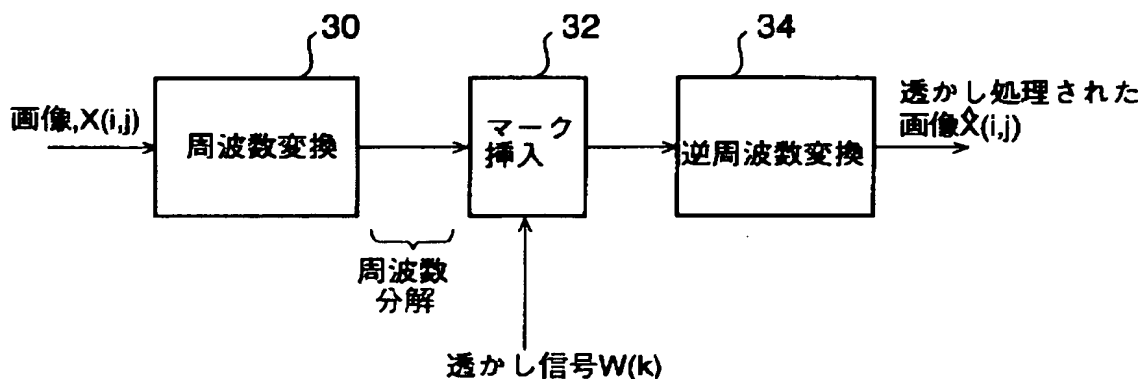 30
32
34
画像,X(i,j)
周波数変換
マーク
挿入
逆周波数変換
透かし処理された
画像X̂(i,j)
周波数
分解
透かし信号W(k)